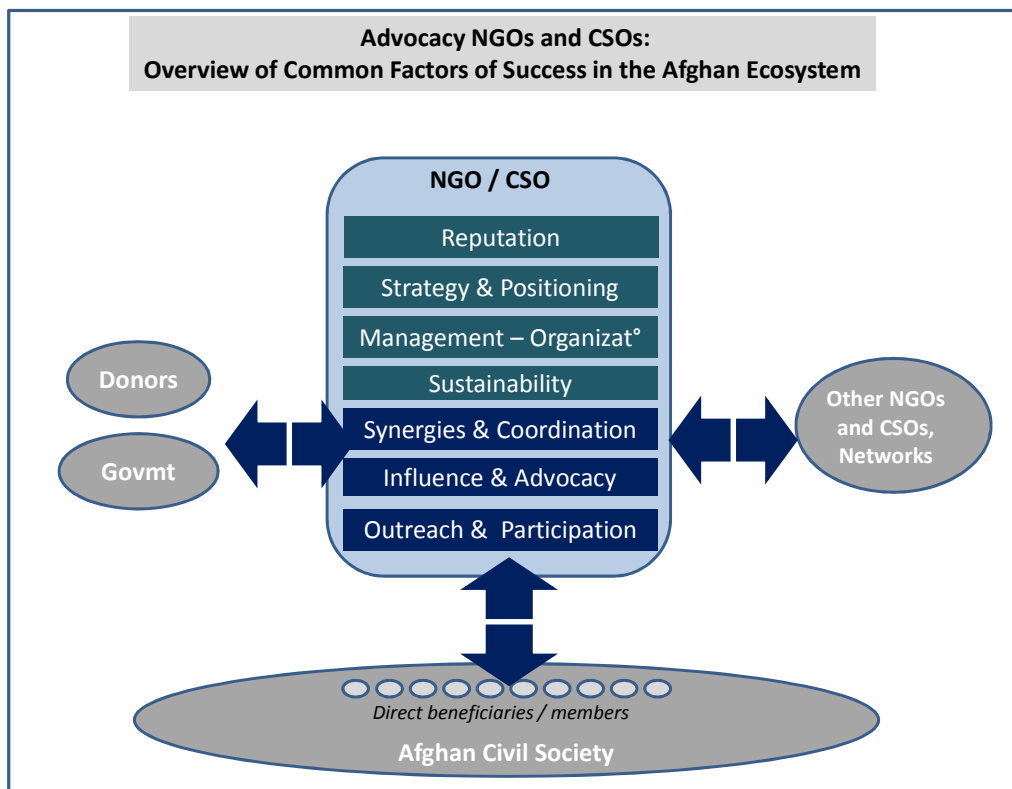 Advocacy NGOs and CSOs:
Overview of Common Factors of Success in the Afghan Ecosystem
NGO / CSO
Reputation
Strategy & Positioning
Management – Organizat°
Sustainability
Synergies & Coordination
Influence & Advocacy
Outreach & Participation
Donors
Govmt
Other NGOs
and CSOs,
Networks
Direct beneficiaries / members
Afghan Civil Society